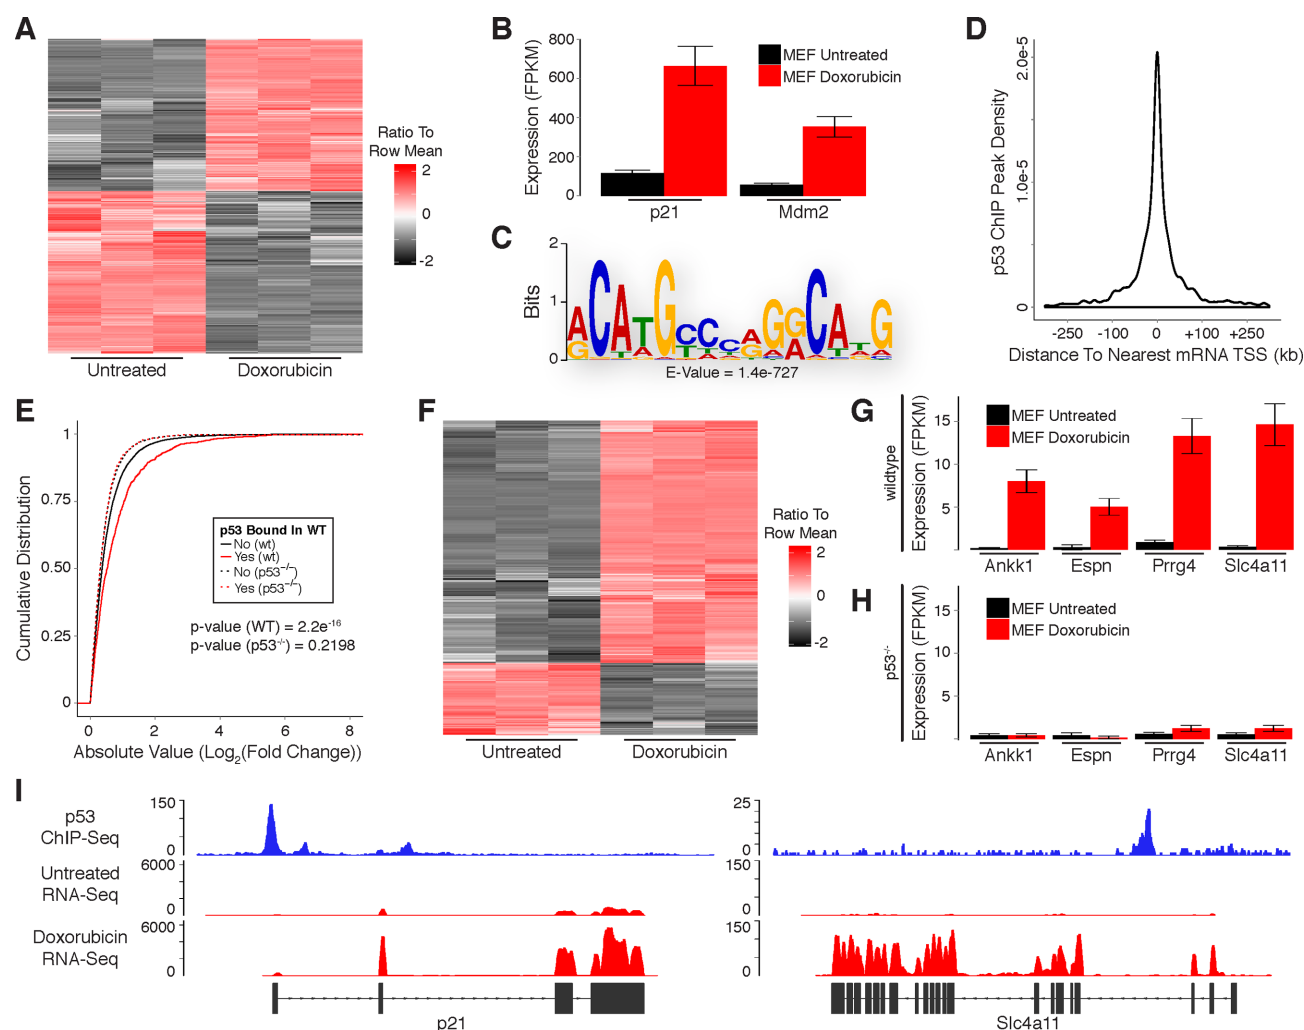 A
Ratio To
Row Mean
2
0
-2
Untreated
Doxorubicin
B
Expression (FPKM)
800
600
400
200
0
MEF Untreated
MEF Doxorubicin
p21
Mdm2
C
Bits
2
1
0
E-Value = 1.4e-727
D
p53 ChIP Peak Density
2.0e-5
1.0e-5
0
-250
-100
0
+100
+250
Distance To Nearest mRNA TSS (kb)
E
Cumulative Distribution
1
0.75
0.50
0.25
0
p53 Bound In WT
No (wt)
Yes (wt)
No (p53-/-)
Yes (p53-/-)
p-value (WT) = 2.2e-16
p-value (p53-/-) = 0.2198
0
2
4
6
8
Absolute Value (Log2(Fold Change))
F
Ratio To
Row Mean
2
1
0
-2
Untreated
Doxorubicin
G
wildtype
Expression (FPKM)
15
10
5
MEF Untreated
MEF Doxorubicin
Ankk1
Espn
Prrg4
Slc4a11
H
p53-/-
Expression (FPKM)
15
10
5
MEF Untreated
MEF Doxorubicin
Ankk1
Espn
Prrg4
Slc4a11
I
p53
ChIP-Seq
150
0
25
0
Untreated
RNA-Seq
6000
0
150
0
Doxorubicin
RNA-Seq
6000
0
150
0
p21
Slc4a11